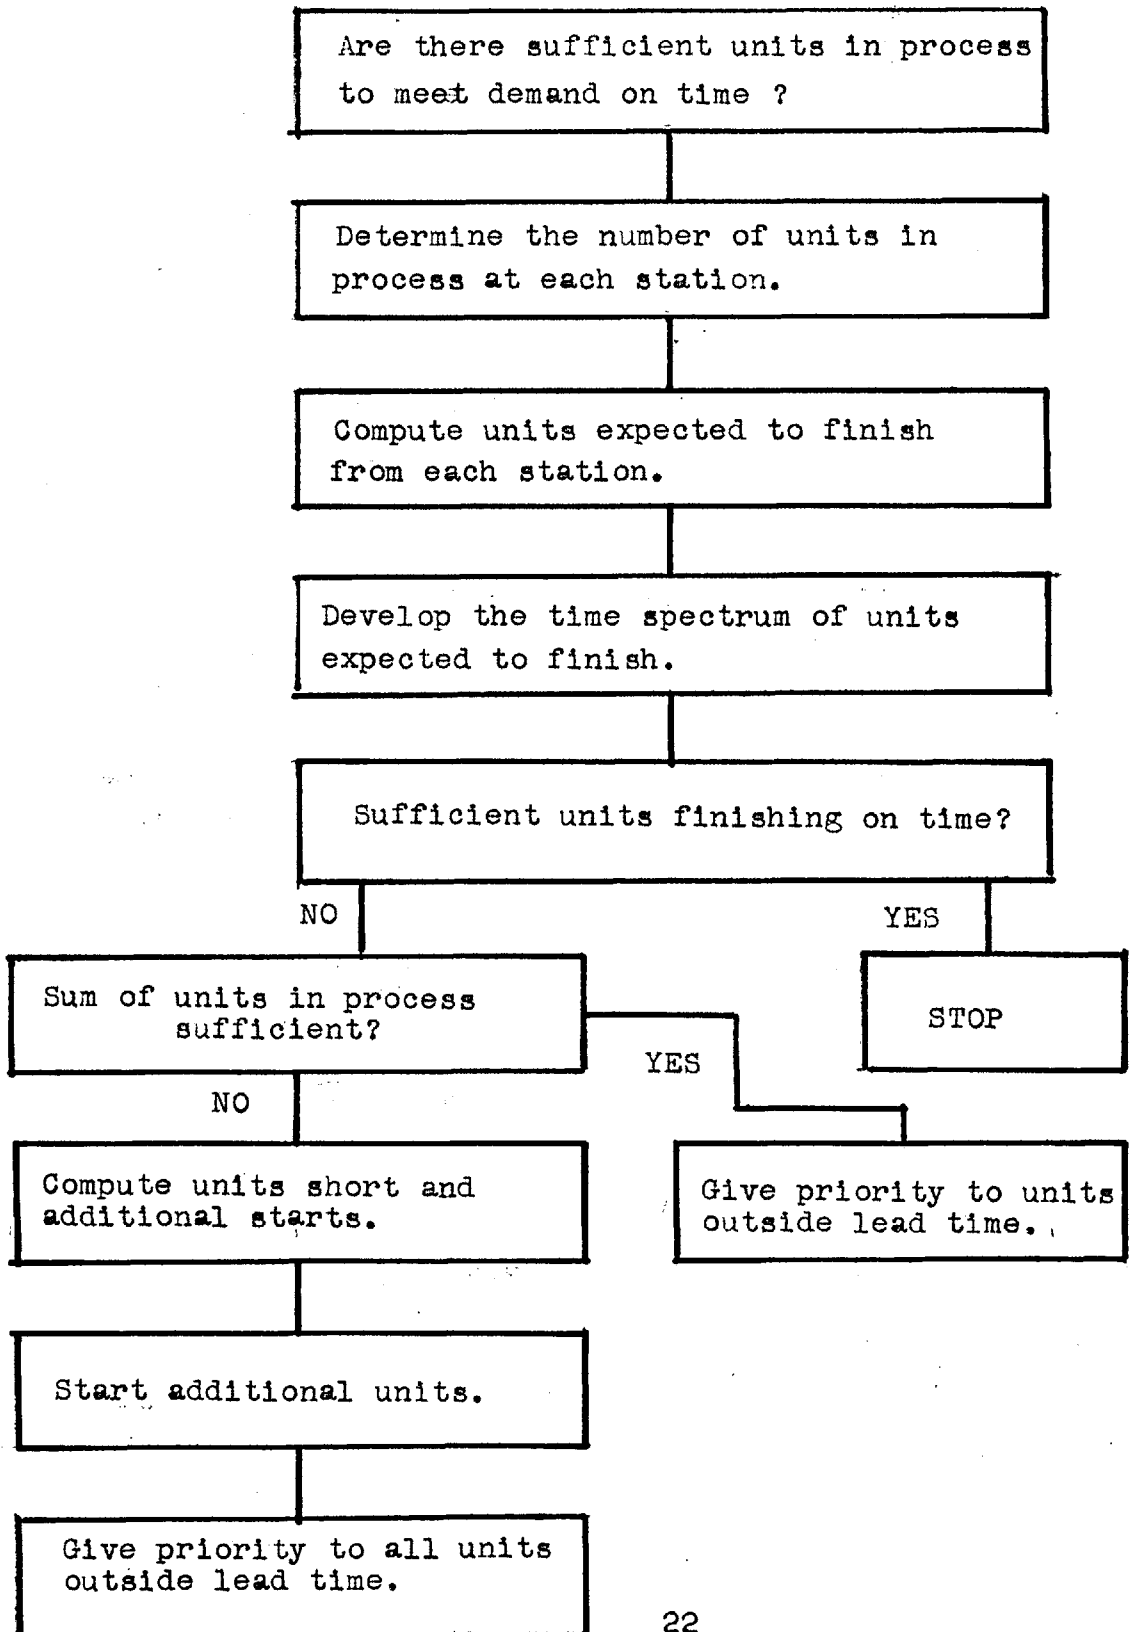 Are there sufficient units in process
to meet demand on time ?
Determine the number of units in
process at each station.
Compute units expected to finish
from each station.
Develop the time spectrum of units
expected to finish.
Sufficient units finishing on time?
NO
YES
Sum of units in process
sufficient?
STOP
YES
NO
Compute units short and
additional starts.
Give priority to units
outside lead time.
Start additional units.
Give priority to all units
outside lead time.
22